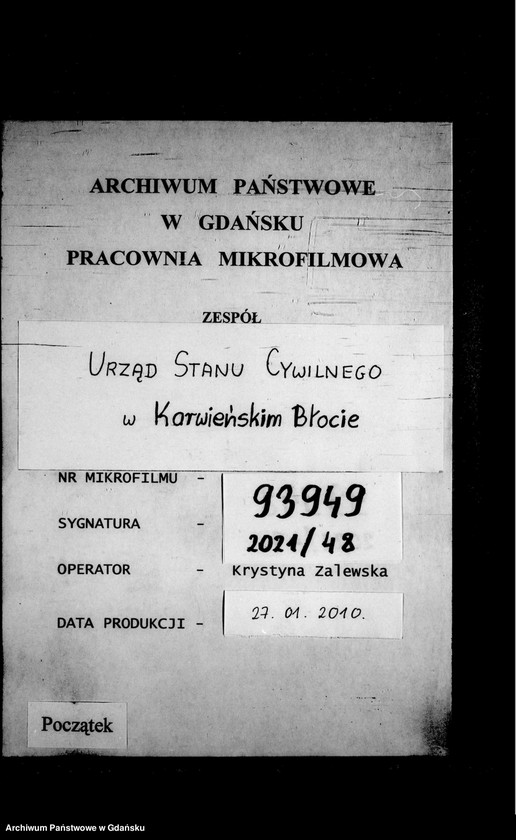 ARCHIWUM PAŃSTWOWE
W GDAŃSKU
PRACOWNIA MIKROFILMOWA
ZESPÓŁ
URZĄD STANU CYWILNEGO
w Karwieńskim Błocie
NR MIKROFILMU - 93949
SYGNATURA - 2021/48
OPERATOR - Krystyna Zalewska
DATA PRODUKCJI - 27.01.2010.
Początek
Archiwum Państwowe w Gdańsku